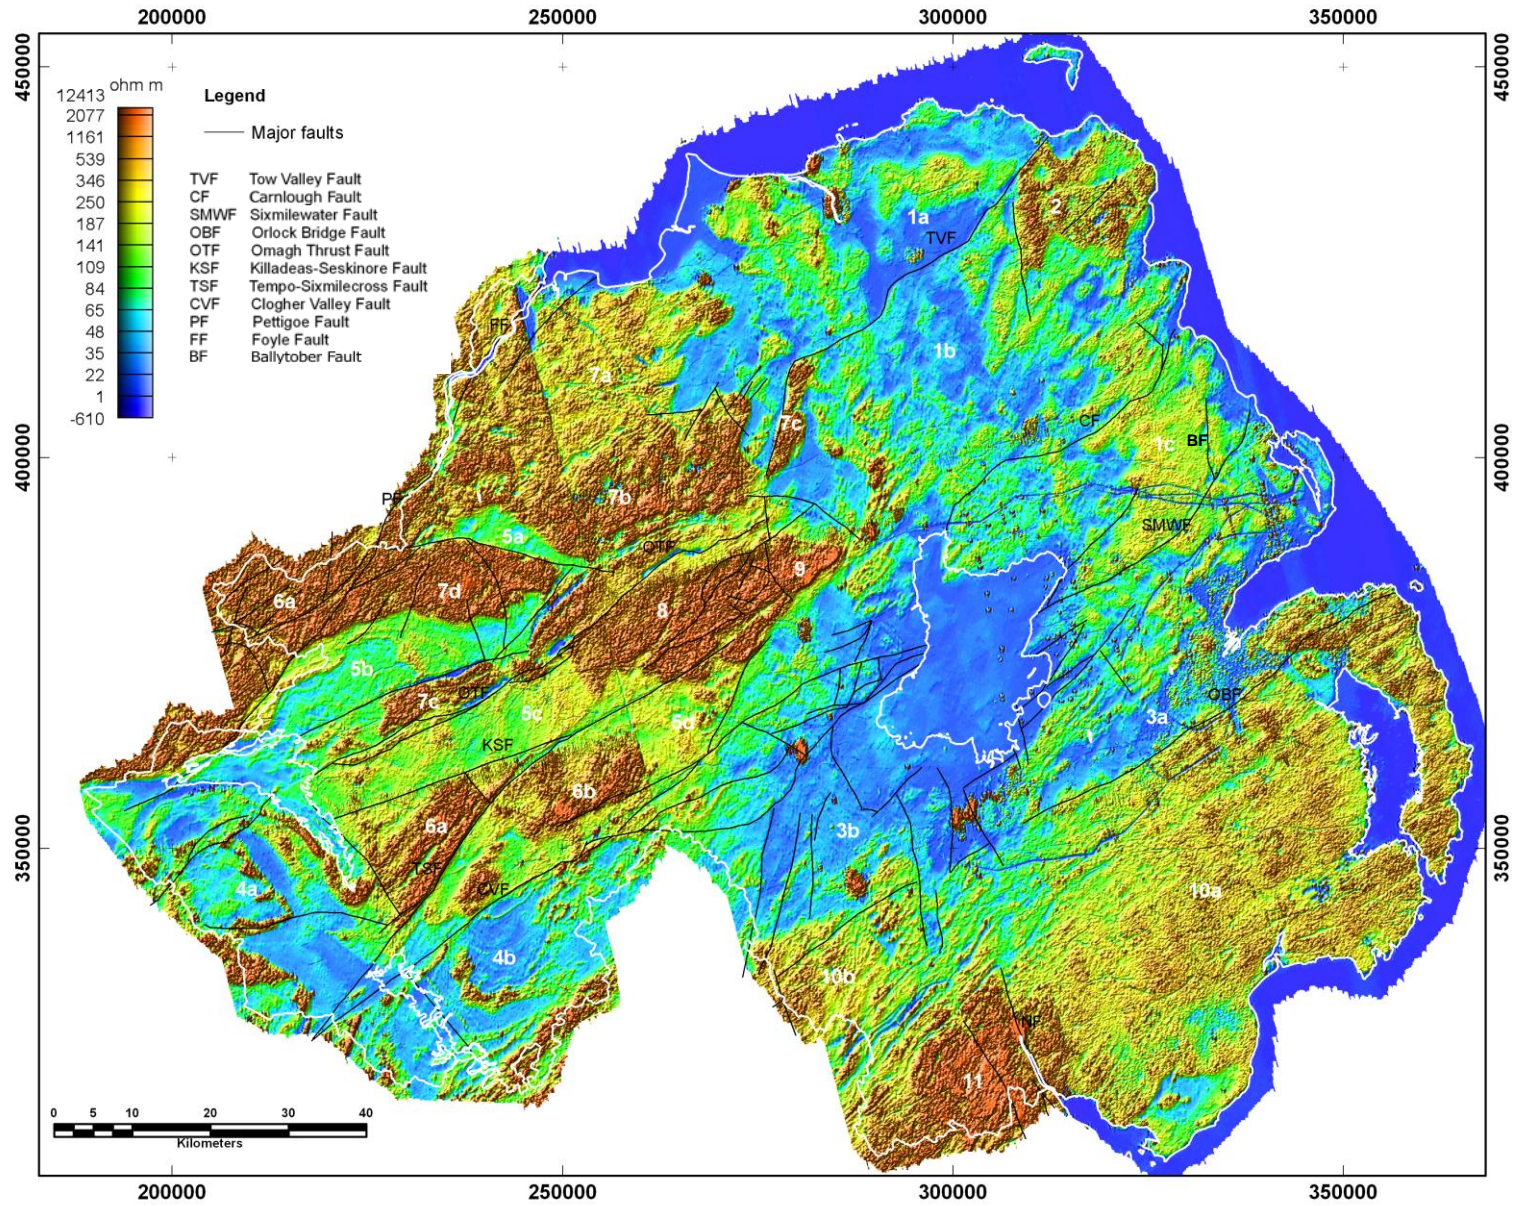 200000 250000 300000 350000
450000 450000
ohm m
12413
2077
1161
539
346
250
187
141
109
84
65
48
35
22
1
-610
Legend
Major faults
TVF Tow Valley Fault
CF Carnlough Fault
SMWF Sixmilewater Fault
OBF Orlock Bridge Fault
OTF Omagh Thrust Fault
KSF Killadeas-Seskinore Fault
TSF Tempo-Sixmilecross Fault
CVF Clogher Valley Fault
PF Pettigoe Fault
FF Foyle Fault
BF Ballytober Fault
2
1a
TVF
FF
1b
7a
CF
7c
1c
BF
400000 400000
PF
7b
SMWF
5a
OTF
9
7d
6a
8
5b
OTF
7c
OBF
5c
5d
3a
KSF
6b
6a
3b
350000 350000
TSF
CVF
4a
10a
4b
10b
NF
11
0 5 10 20 30 40
Kilometers
200000 250000 300000 350000